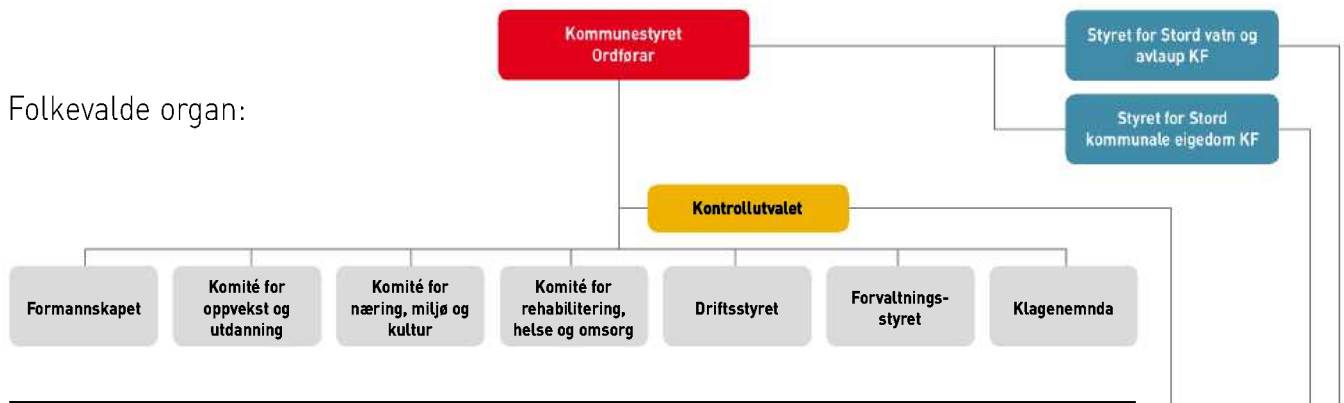 Kommunestyret
Ordførar
Styret for Stord vatn og
avlaup KF
Folkevalde organ:
Styret for Stord
kommunale eigedom KF
Kontrollutvalet
Formannskapet
Komité for
oppvekst og
utdanning
Komité for
næring, miljø og
kultur
Komité for
rehabilitering,
helse og omsorg
Driftsstyret
Forvaltnings-
styret
Klagenemnda